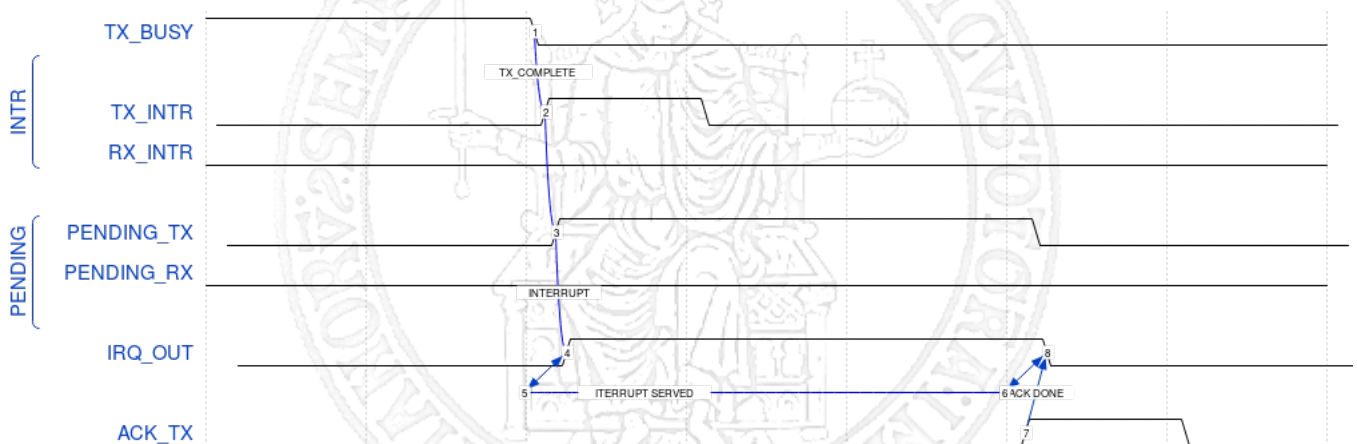 TX_BUSY
1
TX_COMPLETE
INTR
TX_INTR
2
RX_INTR
PENDING
PENDING_TX
3
PENDING_RX
INTERRUPT
IRQ_OUT
4
8
5
ITERRUPT SERVED
6
ACK DONE
ACK_TX
7